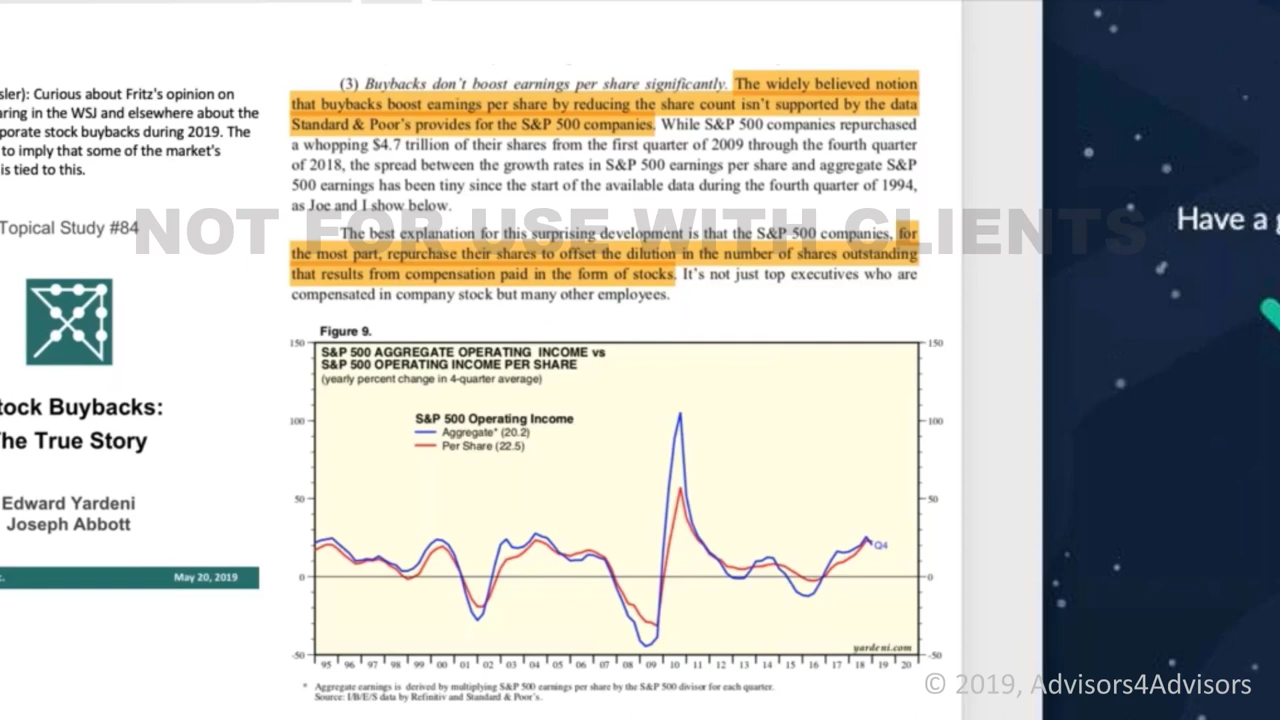 sler): Curious about Fritz's opinion on
aring in the WSJ and elsewhere about the
porate stock buybacks during 2019. The
to imply that some of the market's
is tied to this.
Topical Study #84
tock Buybacks:
he True Story
Edward Yardeni
Joseph Abbott
c.
May 20, 2019
(3) Buybacks don't boost earnings per share significantly. The widely believed notion
that buybacks boost earnings per share by reducing the share count isn't supported by the data
Standard & Poor's provides for the S&P 500 companies. While S&P 500 companies repurchased
a whopping $4.7 trillion of their shares from the first quarter of 2009 through the fourth quarter
of 2018, the spread between the growth rates in S&P 500 earnings per share and aggregate S&P
500 earnings has been tiny since the start of the available data during the fourth quarter of 1994,
as Joe and I show below.
NOT FOR USE WITH CLIENTS
The best explanation for this surprising development is that the S&P 500 companies, for
the most part, repurchase their shares to offset the dilution in the number of shares outstanding
that results from compensation paid in the form of stocks. It's not just top executives who are
compensated in company stock but many other employees.
Figure 9.
S&P 500 AGGREGATE OPERATING INCOME vs
S&P 500 OPERATING INCOME PER SHARE
(yearly percent change in 4-quarter average)
S&P 500 Operating Income
Aggregate* (20.2)
Per Share (22.5)
150
100
50
0
-50
150
100
50
0
-50
Q4
yardeni.com
95 96 97 98 99 00 01 02 03 04 05 06 07 08 09 10 11 12 13 14 15 16 17 18 19 20
* Aggregate earnings is derived by multiplying S&P 500 earnings per share by the S&P 500 divisor for each quarter.
Source: I/B/E/S data by Refinitiv and Standard & Poor's.
Have a g
© 2019, Advisors4Advisors